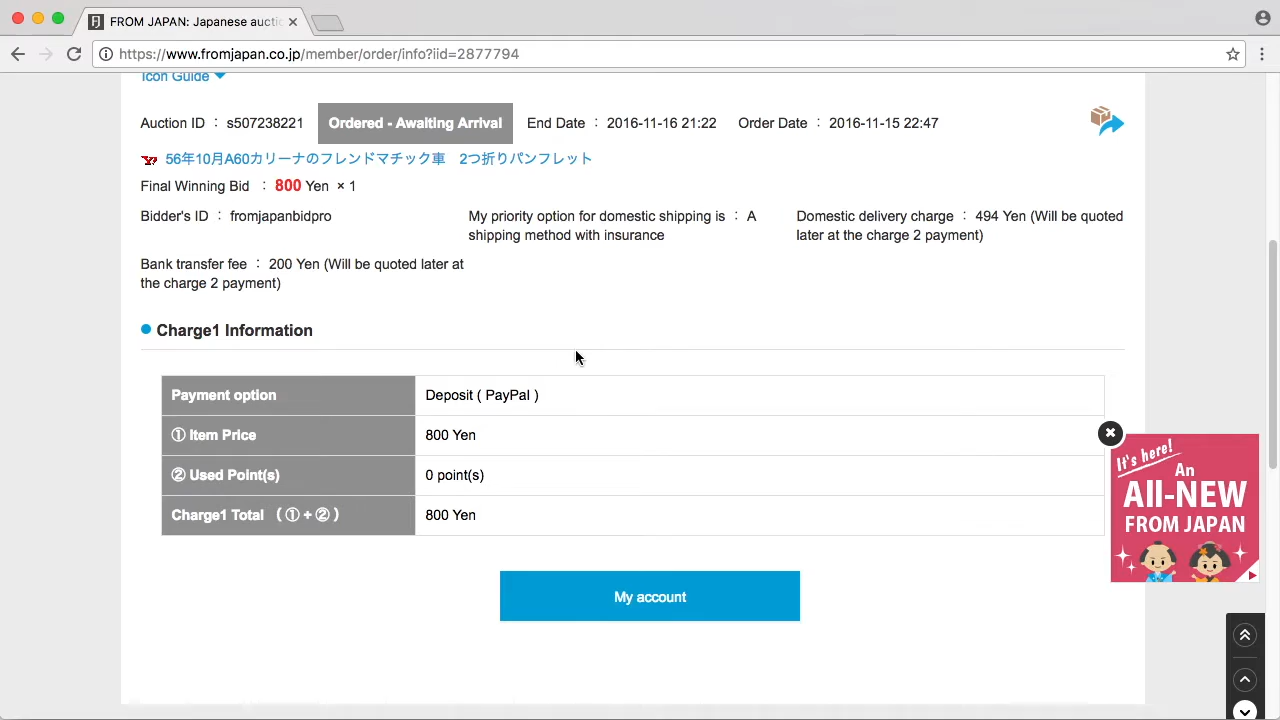 FROM JAPAN: Japanese auctio
https://www.fromjapan.co.jp/member/order/info?iid=2877794
Icon Guide
Auction ID ： s507238221 Ordered - Awaiting Arrival End Date ： 2016-11-16 21:22 Order Date ： 2016-11-15 22:47
56年10月A60カリーナのフレンドマチック車　2つ折りパンフレット
Final Winning Bid ： 800 Yen × 1
Bidder's ID ： fromjapanbidpro
My priority option for domestic shipping is ： A
shipping method with insurance
Domestic delivery charge ： 494 Yen (Will be quoted
later at the charge 2 payment)
Bank transfer fee ： 200 Yen (Will be quoted later at
the charge 2 payment)
Charge1 Information
Payment option Deposit ( PayPal )
① Item Price 800 Yen
② Used Point(s) 0 point(s)
Charge1 Total （ ① + ② ） 800 Yen
My account
It's here!
An
All-NEW
FROM JAPAN